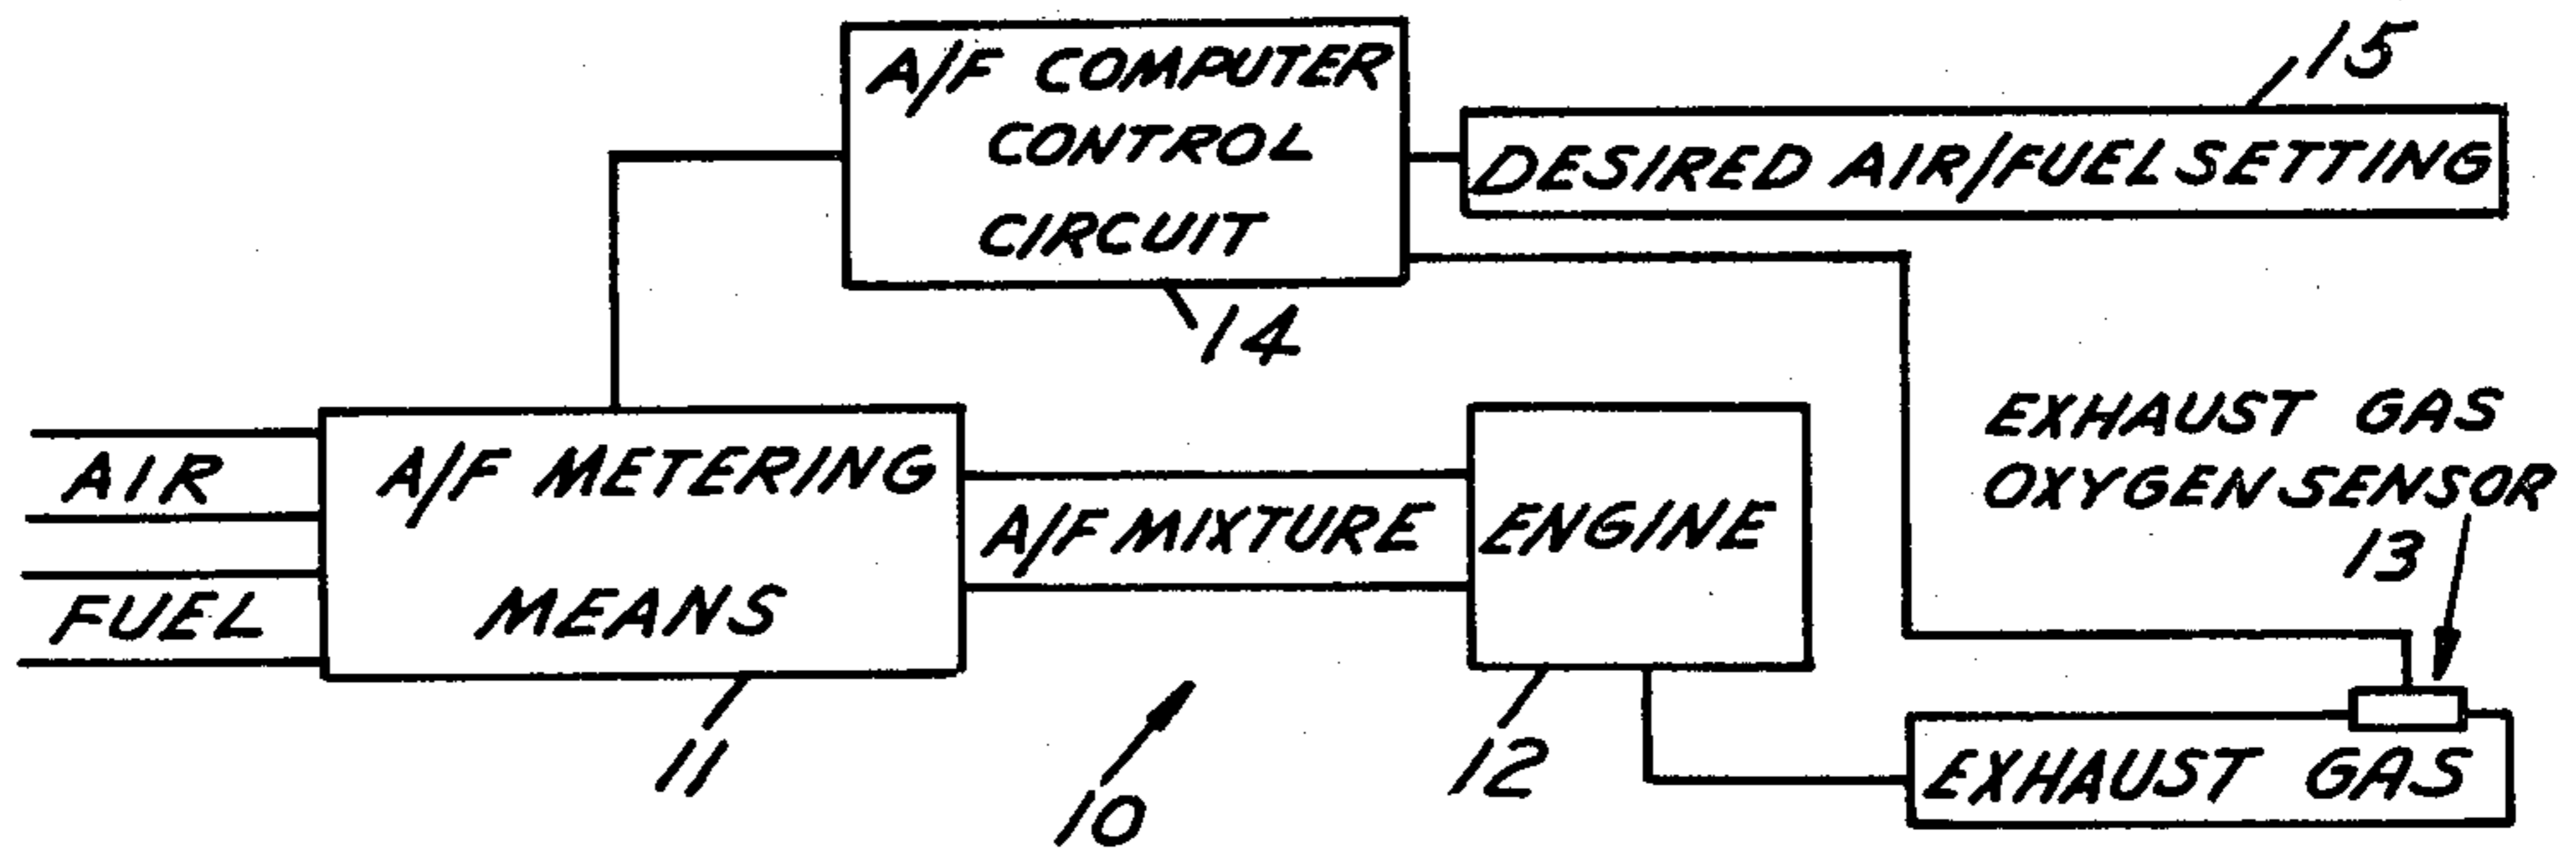 A/F COMPUTER
CONTROL
CIRCUIT
14
15
DESIRED AIR/FUEL SETTING
AIR
FUEL
A/F METERING
MEANS
11
A/F MIXTURE
10
ENGINE
12
EXHAUST GAS
OXYGEN SENSOR
13
EXHAUST GAS